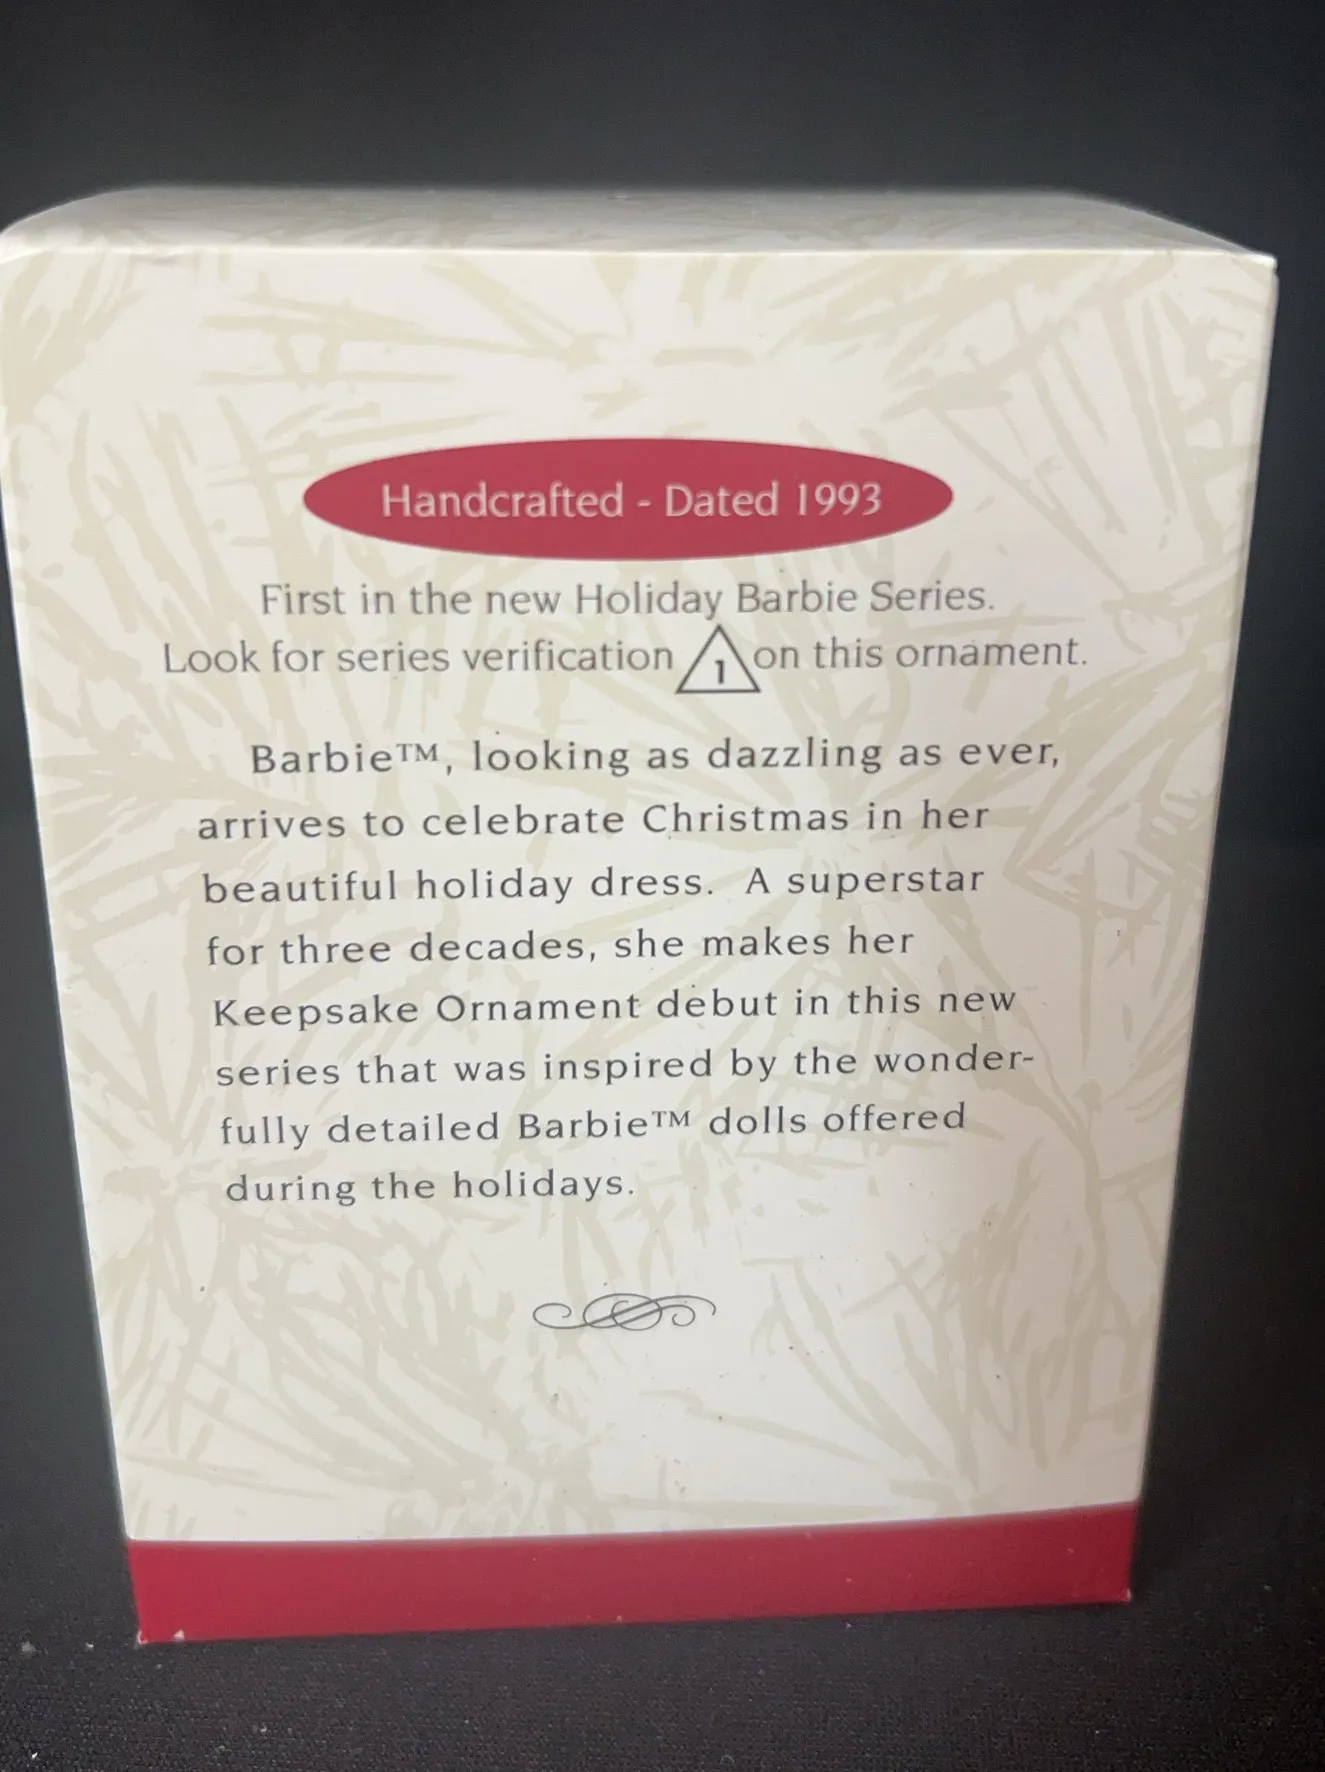 Handcrafted - Dated 1993
First in the new Holiday Barbie Series.
Look for series verification 1 on this ornament.
Barbie™, looking as dazzling as ever,
arrives to celebrate Christmas in her
beautiful holiday dress. A superstar
for three decades, she makes her
Keepsake Ornament debut in this new
series that was inspired by the wonder-
fully detailed Barbie™ dolls offered
during the holidays.